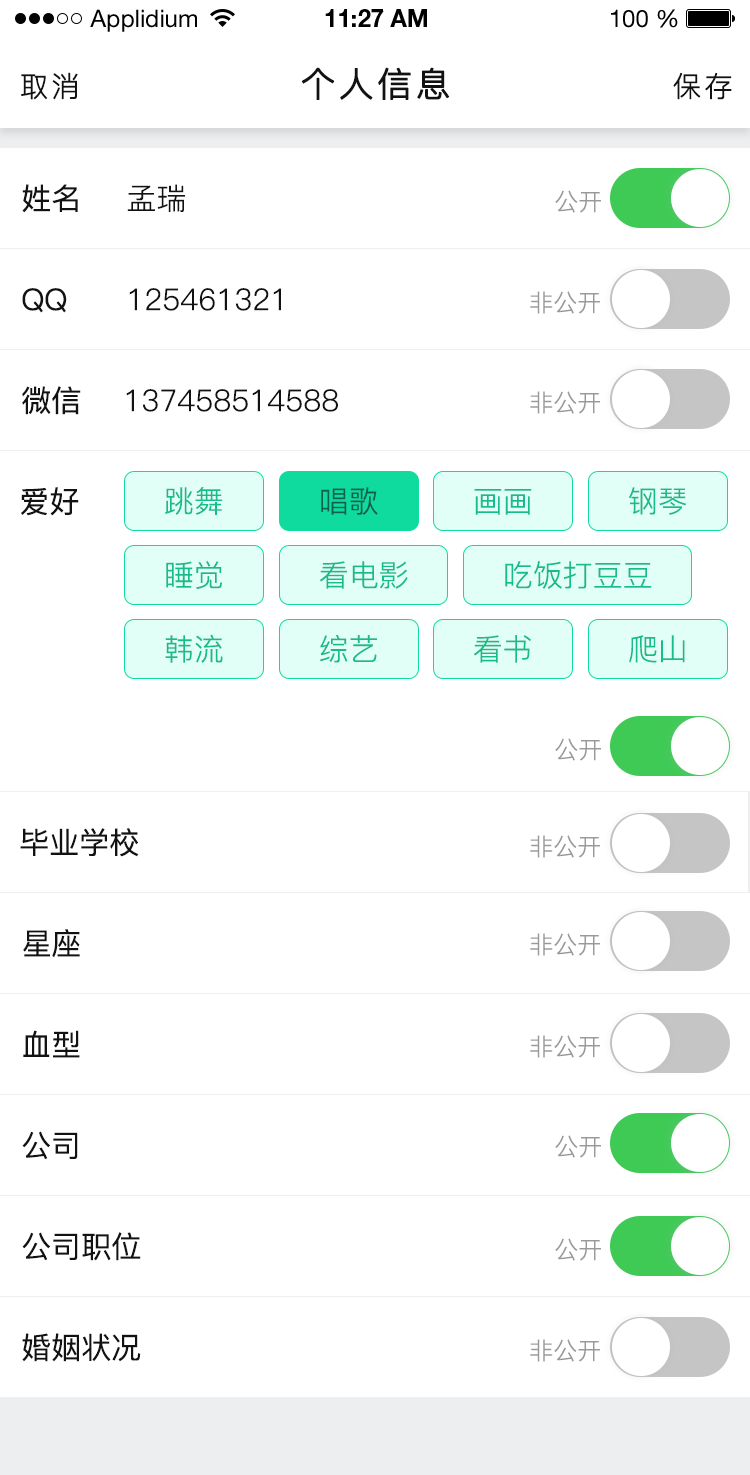 Applidium 11:27 AM 100 %
取消 个人信息 保存
姓名 孟瑞 公开
QQ 125461321 非公开
微信 137458514588 非公开
爱好 跳舞 唱歌 画画 钢琴
睡觉 看电影 吃饭打豆豆
韩流 综艺 看书 爬山
公开
毕业学校 非公开
星座 非公开
血型 非公开
公司 公开
公司职位 公开
婚姻状况 非公开